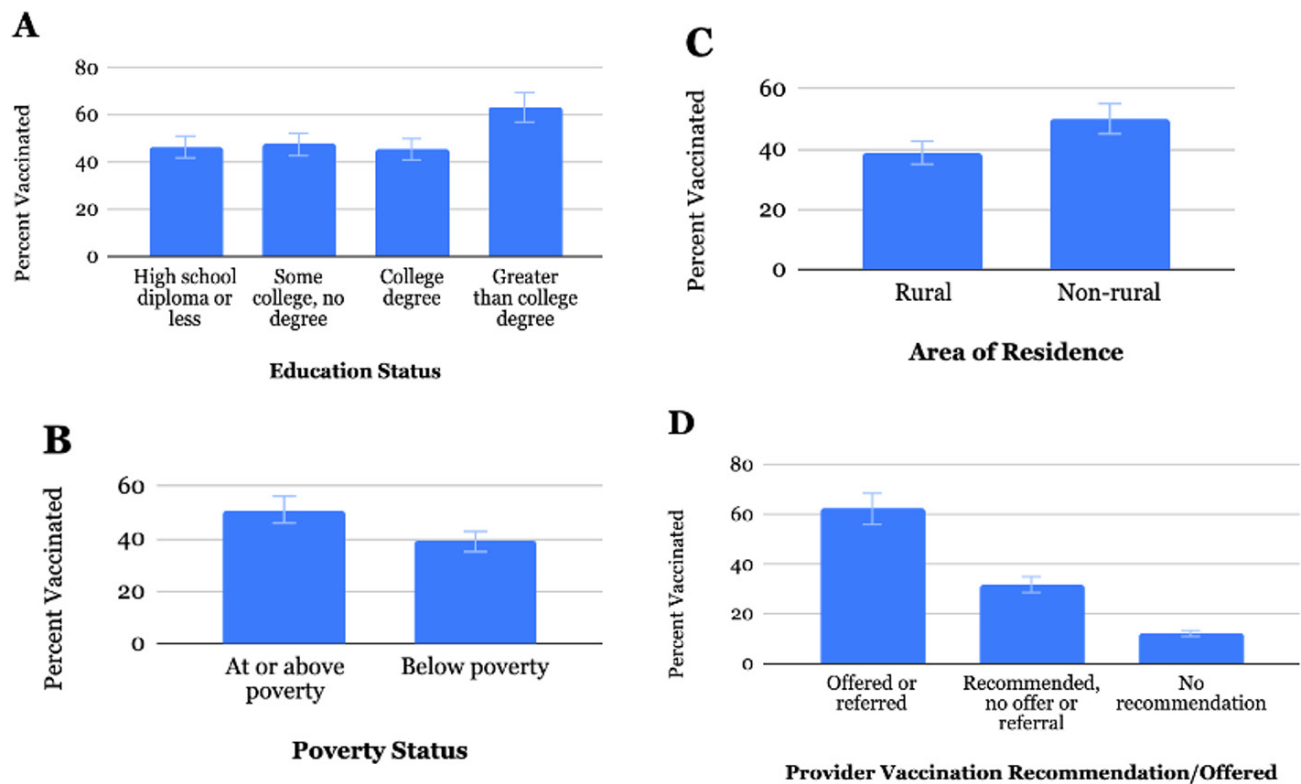 A
Percent Vaccinated
80
60
40
20
0
High school
diploma or
less
Some
college, no
degree
College
degree
Greater
than college
degree
Education Status
B
Percent Vaccinated
60
40
20
0
At or above
poverty
Below poverty
Poverty Status
C
Percent Vaccinated
60
40
20
0
Rural
Non-rural
Area of Residence
D
Percent Vaccinated
80
60
40
20
0
Offered or
referred
Recommended,
no offer or
referral
No
recommendation
Provider Vaccination Recommendation/Offered